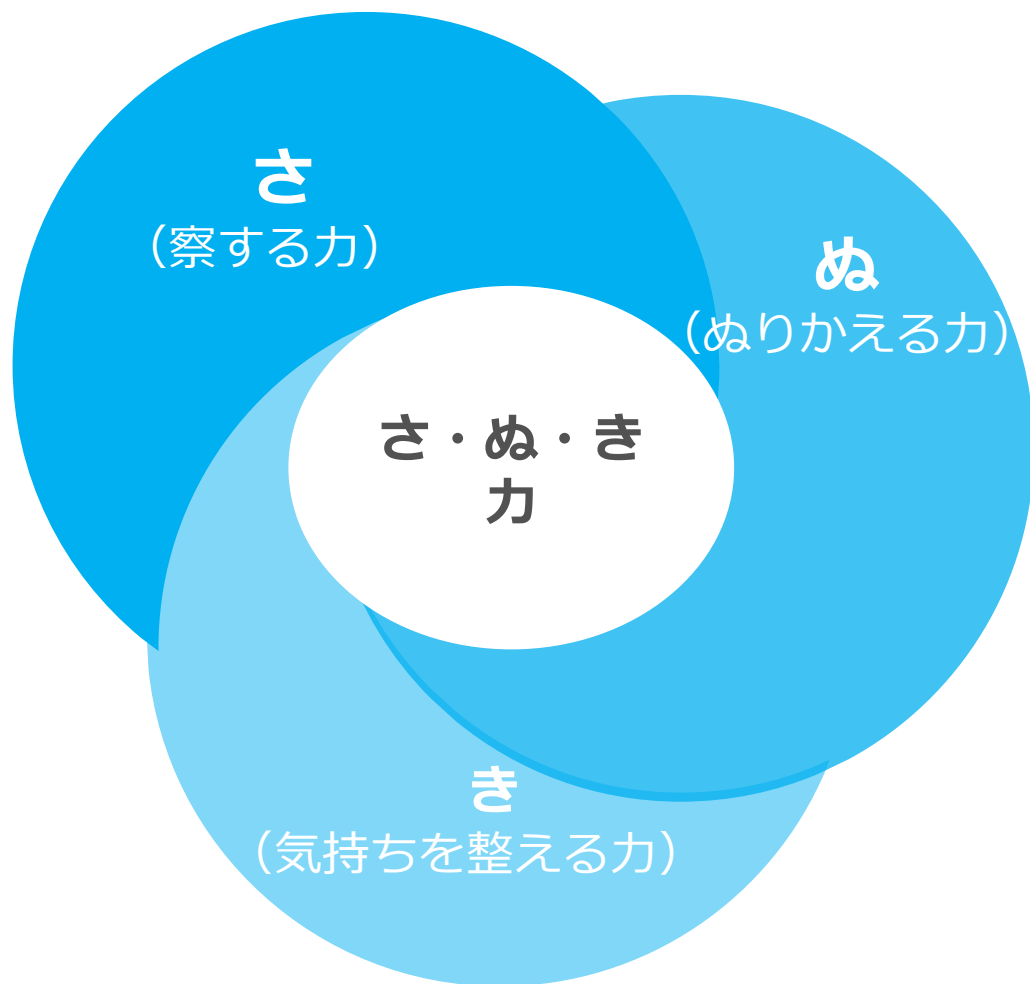 さ
（察する力）
ぬ
（ぬりかえる力）
さ・ぬ・き
力
き
（気持ちを整える力）